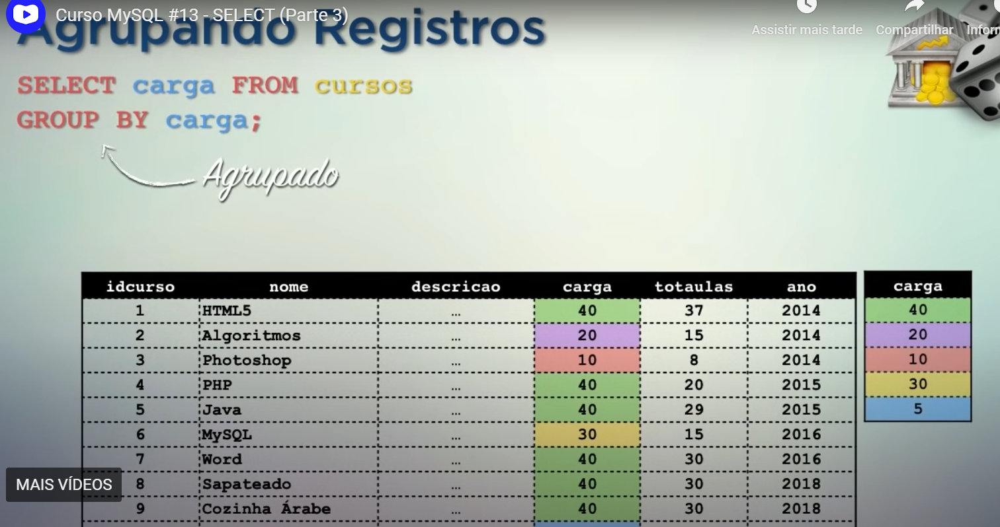 Curso MySQL #13 - SELECT (Parte 3)
Agrupando Registros
Assistir mais tarde Compartilhar Inforr
SELECT carga FROM cursos
GROUP BY carga;
Agrupado
idcurso nome descricao carga totaulas ano carga
1 HTML5 ... 40 37 2014 40
2 Algoritmos ... 20 15 2014 20
3 Photoshop ... 10 8 2014 10
4 PHP ... 40 20 2015 30
5 Java ... 40 29 2015 5
6 MySQL ... 30 15 2016
7 Word ... 40 30 2016
MAIS VÍDEOS
8 Sapateado ... 40 30 2018
9 Cozinha Árabe ... 40 30 2018